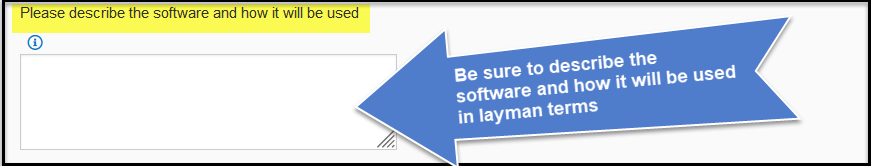 Please describe the software and how it will be used
Be sure to describe the
software and how it will be used
in layman terms